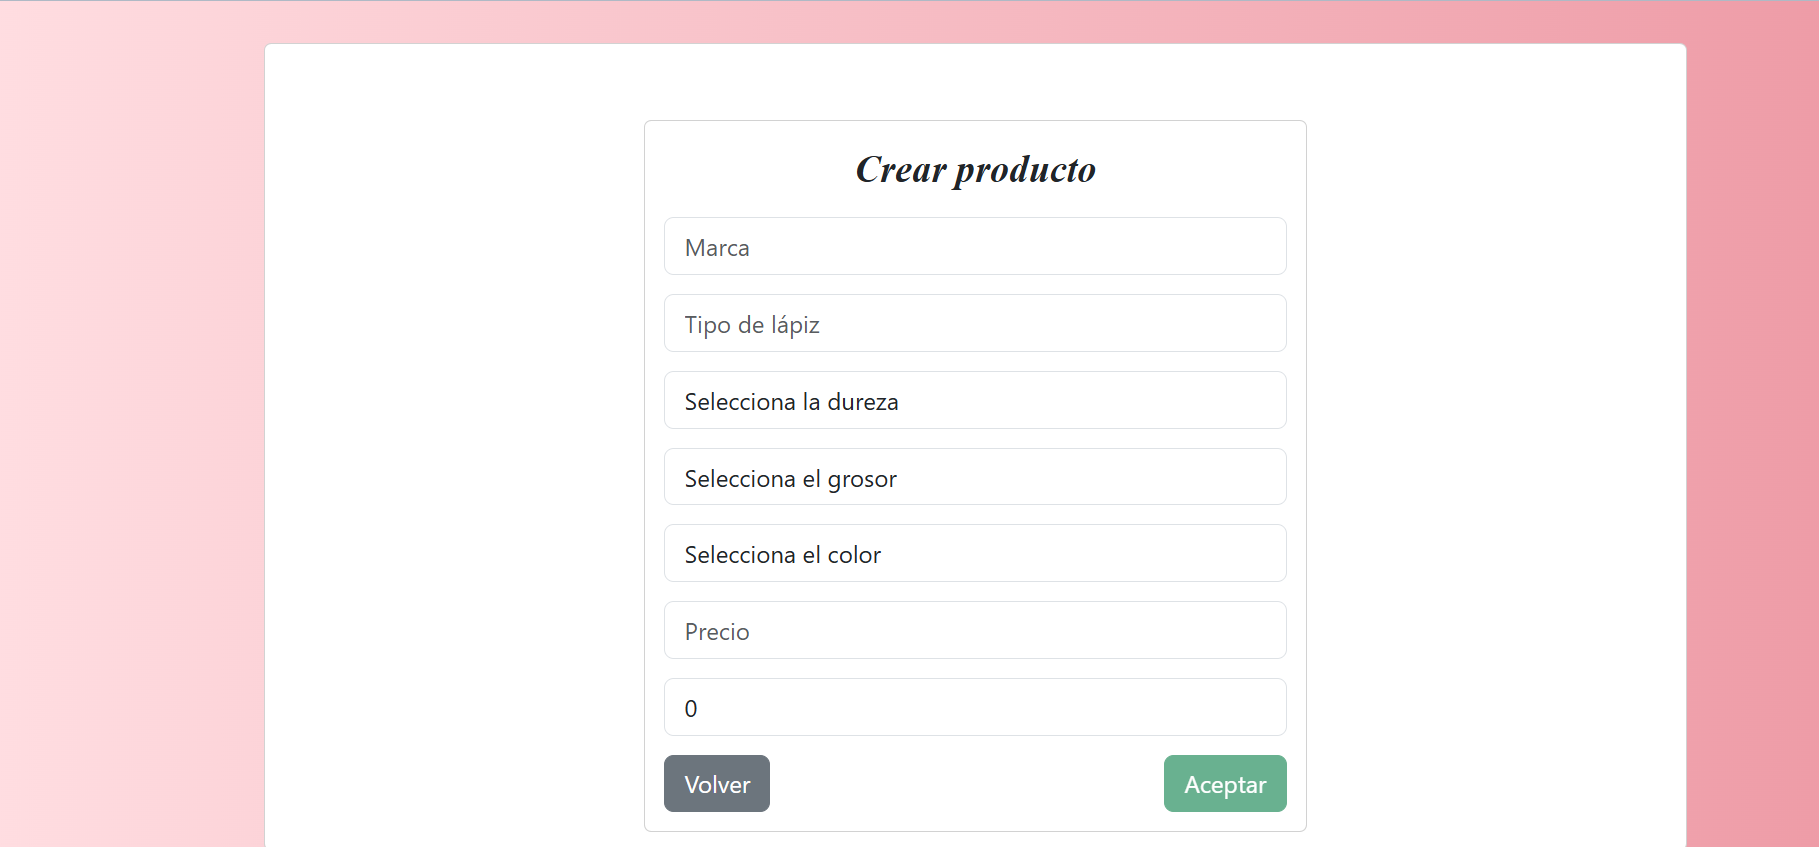 Crear producto
Marca
Tipo de lápiz
Selecciona la dureza
Selecciona el grosor
Selecciona el color
Precio
0
Volver
Aceptar